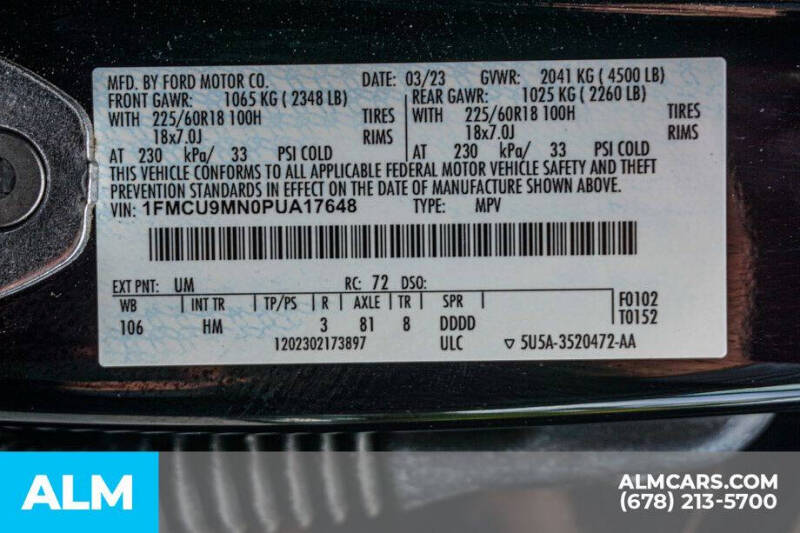 MFD. BY FORD MOTOR CO. DATE: 03/23 GVWR: 2041 KG ( 4500 LB)
FRONT GAWR: 1065 KG ( 2348 LB) REAR GAWR: 1025 KG ( 2260 LB)
WITH 225/60R18 100H TIRES WITH 225/60R18 100H TIRES
18x7.0J RIMS 18x7.0J RIMS
AT 230 kPa/ 33 PSI COLD AT 230 kPa/ 33 PSI COLD
THIS VEHICLE CONFORMS TO ALL APPLICABLE FEDERAL MOTOR VEHICLE SAFETY AND THEFT
PREVENTION STANDARDS IN EFFECT ON THE DATE OF MANUFACTURE SHOWN ABOVE.
VIN: 1FMCU9MN0PUA17648 TYPE: MPV
EXT PNT: UM RC: 72 DSO:
WB INT TR TP/PS R AXLE TR SPR F0102
T0152
106 HM 3 81 8 DDDD
1202302173897 ULC ▽ 5U5A-3520472-AA
ALM
ALMCARS.COM
(678) 213-5700